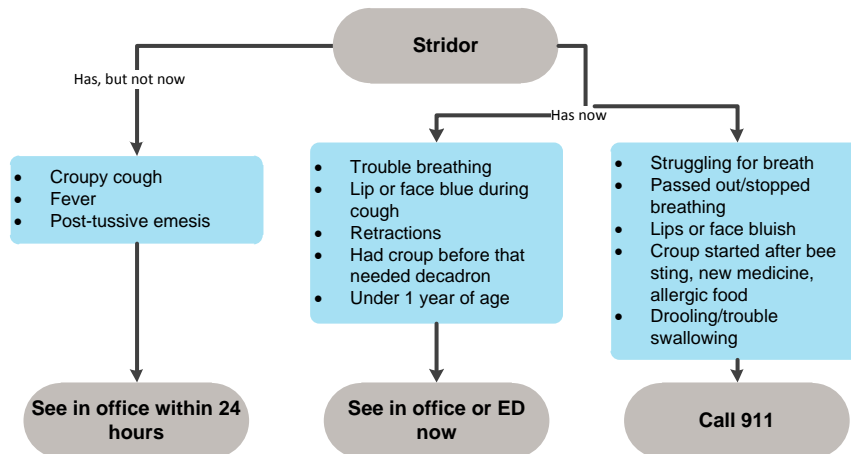 Stridor
Has, but not now
Has now
• Croupy cough
• Fever
• Post-tussive emesis
• Trouble breathing
• Lip or face blue during
cough
• Retractions
• Had croup before that
needed decadron
• Under 1 year of age
• Struggling for breath
• Passed out/stopped
breathing
• Lips or face bluish
• Croup started after bee
sting, new medicine,
allergic food
• Drooling/trouble
swallowing
See in office within 24
hours
See in office or ED
now
Call 911